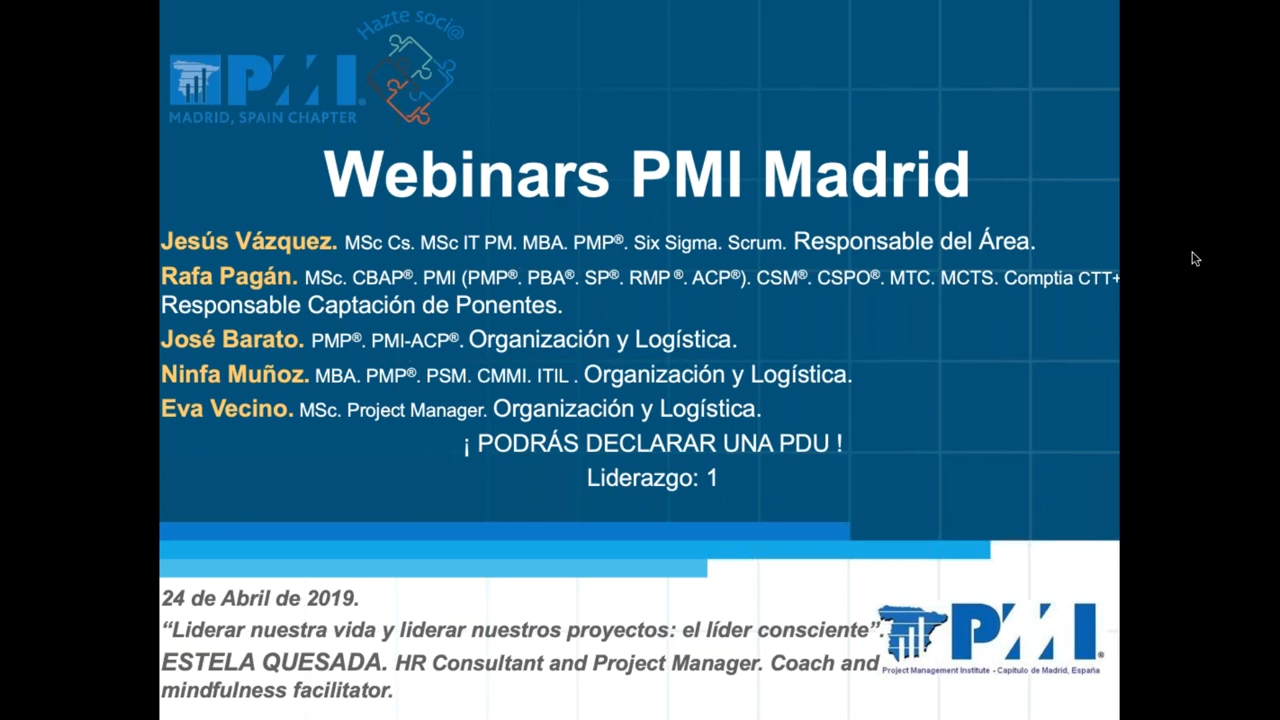 Hazte soci@
PMI®
MADRID, SPAIN CHAPTER
Webinars PMI Madrid
Jesús Vázquez. MSc Cs. MSc IT PM. MBA. PMP®. Six Sigma. Scrum. Responsable del Área.
Rafa Pagán. MSc. CBAP®. PMI (PMP®. PBA®. SP®. RMP ®. ACP®). CSM®. CSPO®. MTC. MCTS. Comptia CTT+
Responsable Captación de Ponentes.
José Barato. PMP®. PMI-ACP®. Organización y Logística.
Ninfa Muñoz. MBA. PMP®. PSM. CMMI. ITIL . Organización y Logística.
Eva Vecino. MSc. Project Manager. Organización y Logística.
¡ PODRÁS DECLARAR UNA PDU !
Liderazgo: 1
24 de Abril de 2019.
“Liderar nuestra vida y liderar nuestros proyectos: el líder consciente”.
ESTELA QUESADA. HR Consultant and Project Manager. Coach and
mindfulness facilitator.
PMI®
Project Management Institute - Capítulo de Madrid, España